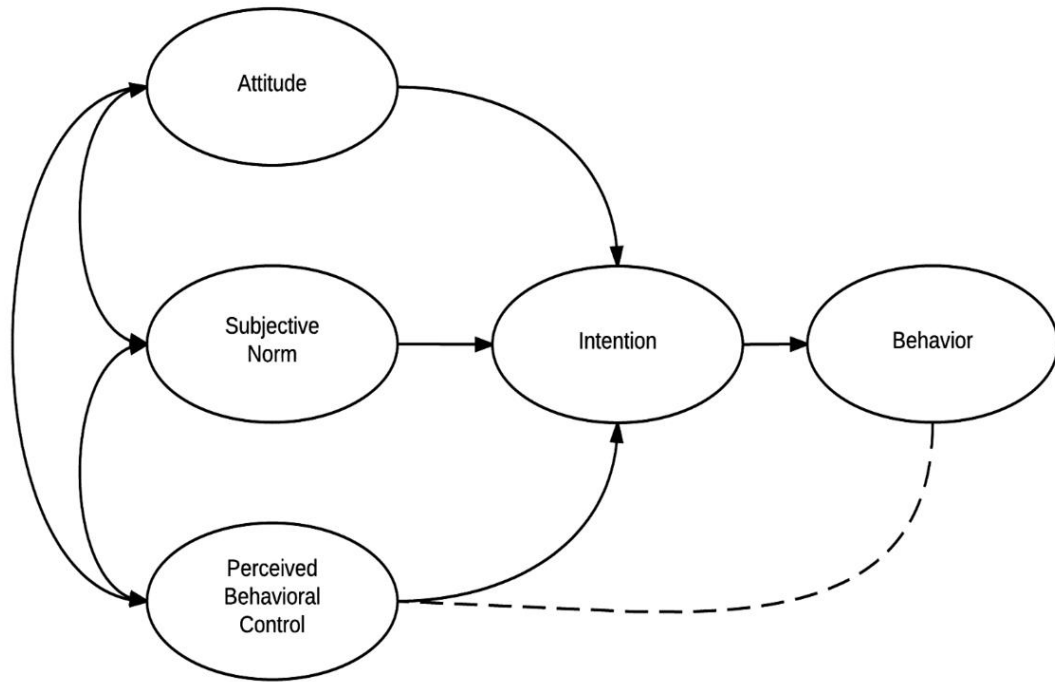 Attitude
Subjective
Norm
Intention
Behavior
Perceived
Behavioral
Control